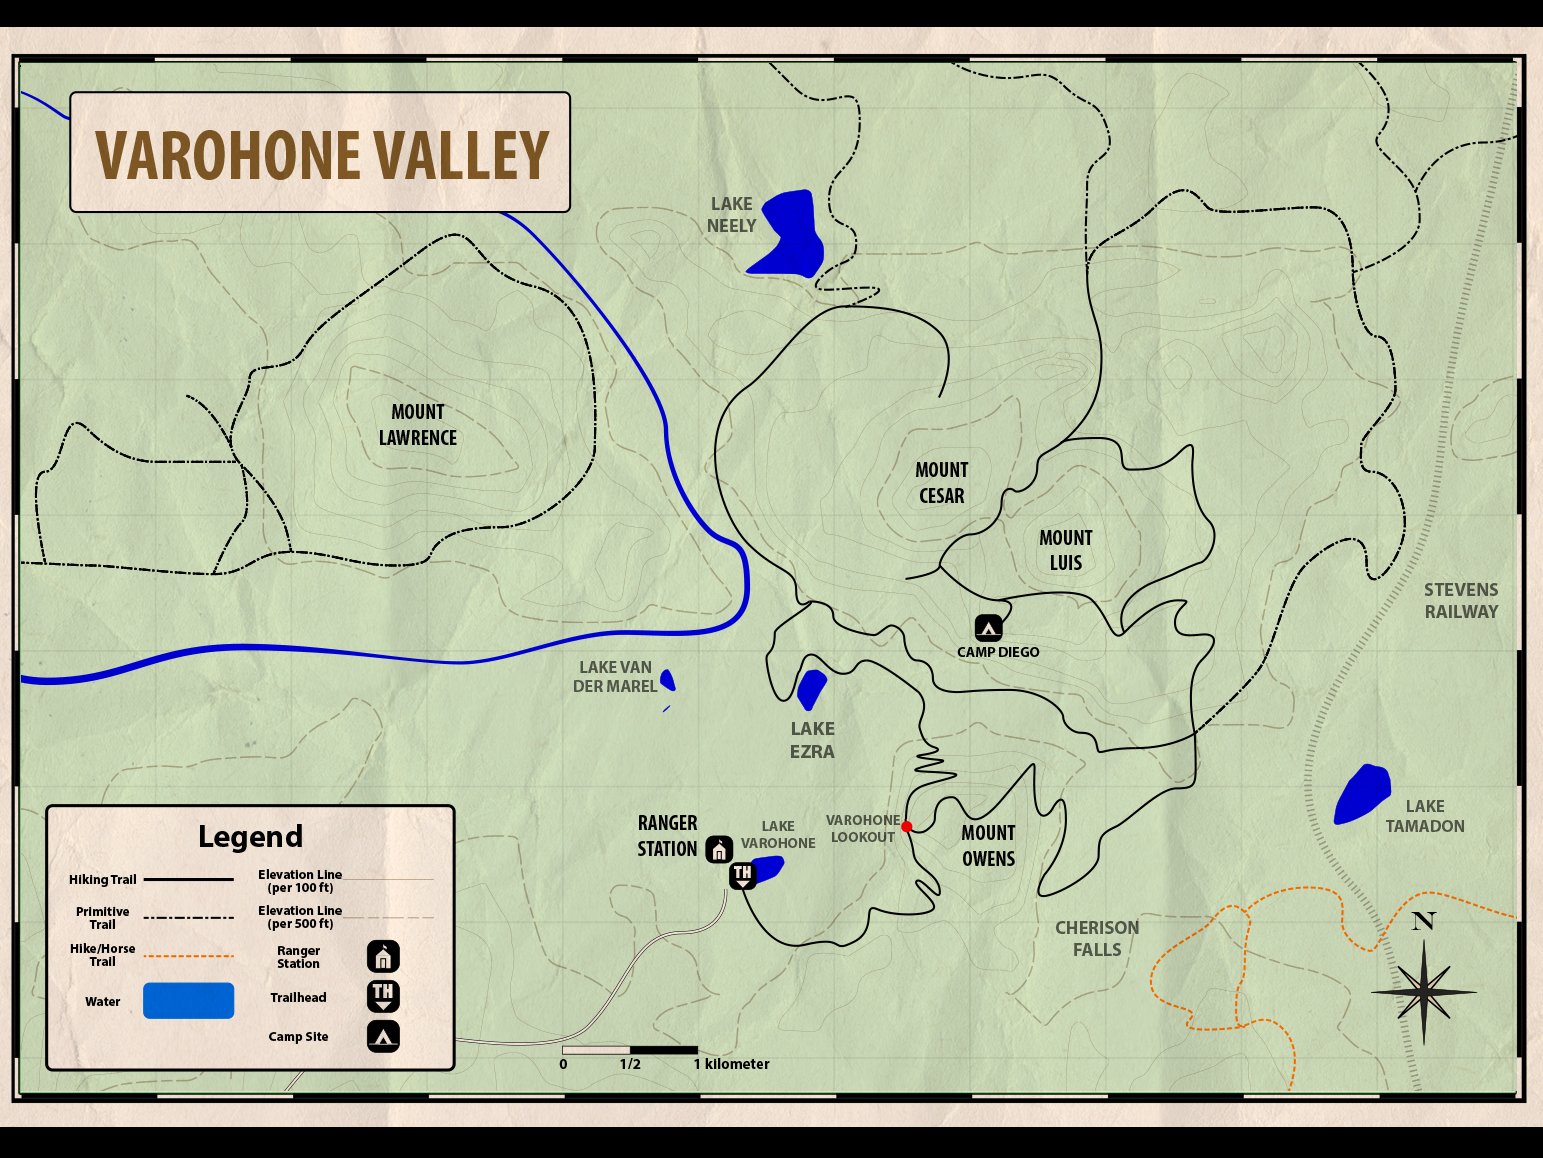 VAROHONE VALLEY
LAKE
NEELY
MOUNT
LAWRENCE
MOUNT
CESAR
MOUNT
LUIS
STEVENS
RAILWAY
CAMP DIEGO
LAKE VAN
DER MAREL
LAKE
EZRA
RANGER
STATION
LAKE
VAROHONE
VAROHONE
LOOKOUT
MOUNT
OWENS
LAKE
TAMADON
TH
CHERISON
FALLS
N
Legend
Hiking Trail
Elevation Line
(per 100 ft)
Primitive
Trail
Elevation Line
(per 500 ft)
Hike/Horse
Trail
Ranger
Station
Water
Trailhead
TH
Camp Site
0 1/2 1 kilometer